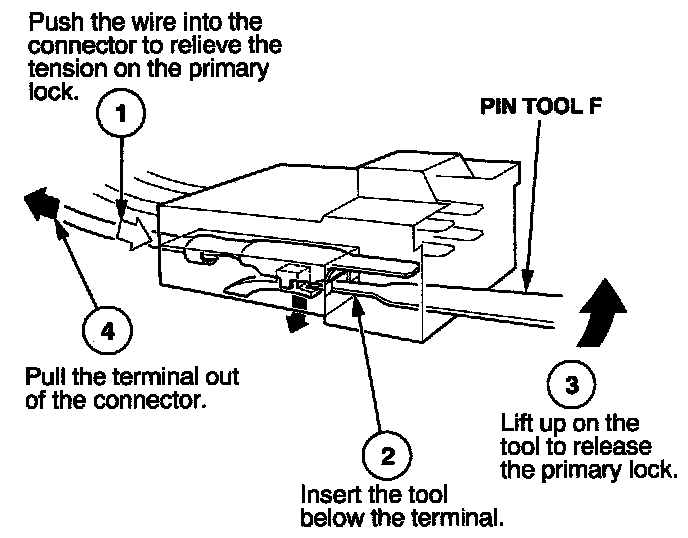 Push the wire into the
connector to relieve the
tension on the primary
lock.
1
PIN TOOL F
4
Pull the terminal out
of the connector.
3
Lift up on the
tool to release
the primary lock.
2
Insert the tool
below the terminal.